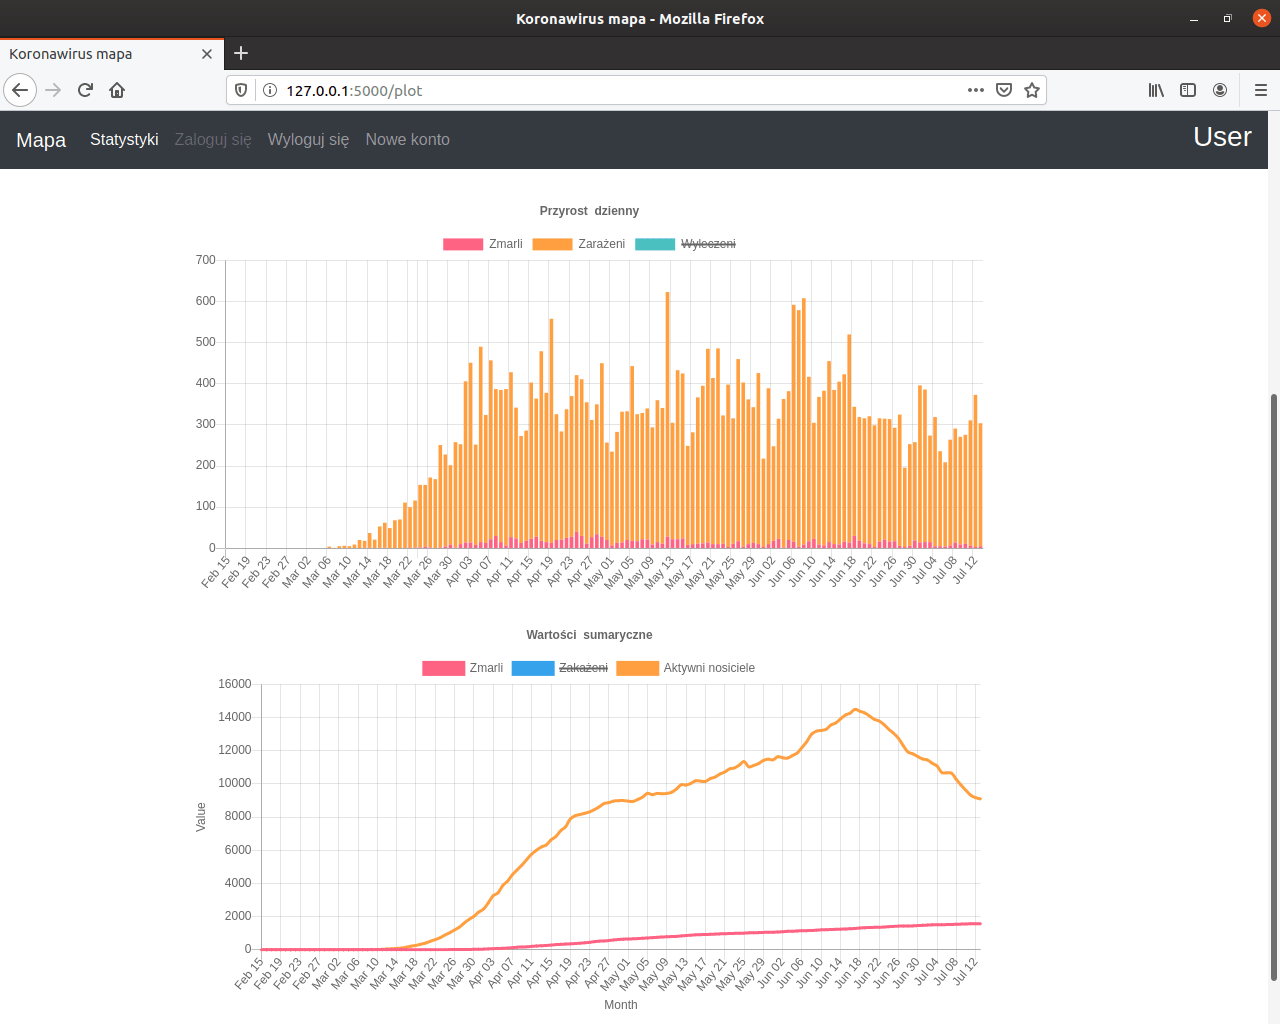 Koronawirus mapa - Mozilla Firefox
Koronawirus mapa
127.0.0.1:5000/plot
Mapa Statystyki Zaloguj się Wyloguj się Nowe konto User
Przyrost dzienny
Zmarli Zarażeni Wyleczeni
700
600
500
400
300
200
100
0
Feb 15 Feb 19 Feb 23 Feb 27 Mar 02 Mar 06 Mar 10 Mar 14 Mar 18 Mar 22 Mar 26 Mar 30 Apr 03 Apr 07 Apr 11 Apr 15 Apr 19 Apr 23 Apr 27 May 01 May 05 May 09 May 13 May 17 May 21 May 25 May 29 Jun 02 Jun 06 Jun 10 Jun 14 Jun 18 Jun 22 Jun 26 Jun 30 Jul 04 Jul 08 Jul 12
Wartości sumaryczne
Zmarli Zakażeni Aktywni nosiciele
16000
14000
12000
10000
8000
6000
4000
2000
0
Value
Feb 15 Feb 19 Feb 23 Feb 27 Mar 02 Mar 06 Mar 10 Mar 14 Mar 18 Mar 22 Mar 26 Mar 30 Apr 03 Apr 07 Apr 11 Apr 15 Apr 19 Apr 23 Apr 27 May 01 May 05 May 09 May 13 May 17 May 21 May 25 May 29 Jun 02 Jun 06 Jun 10 Jun 14 Jun 18 Jun 22 Jun 26 Jun 30 Jul 04 Jul 08 Jul 12
Month